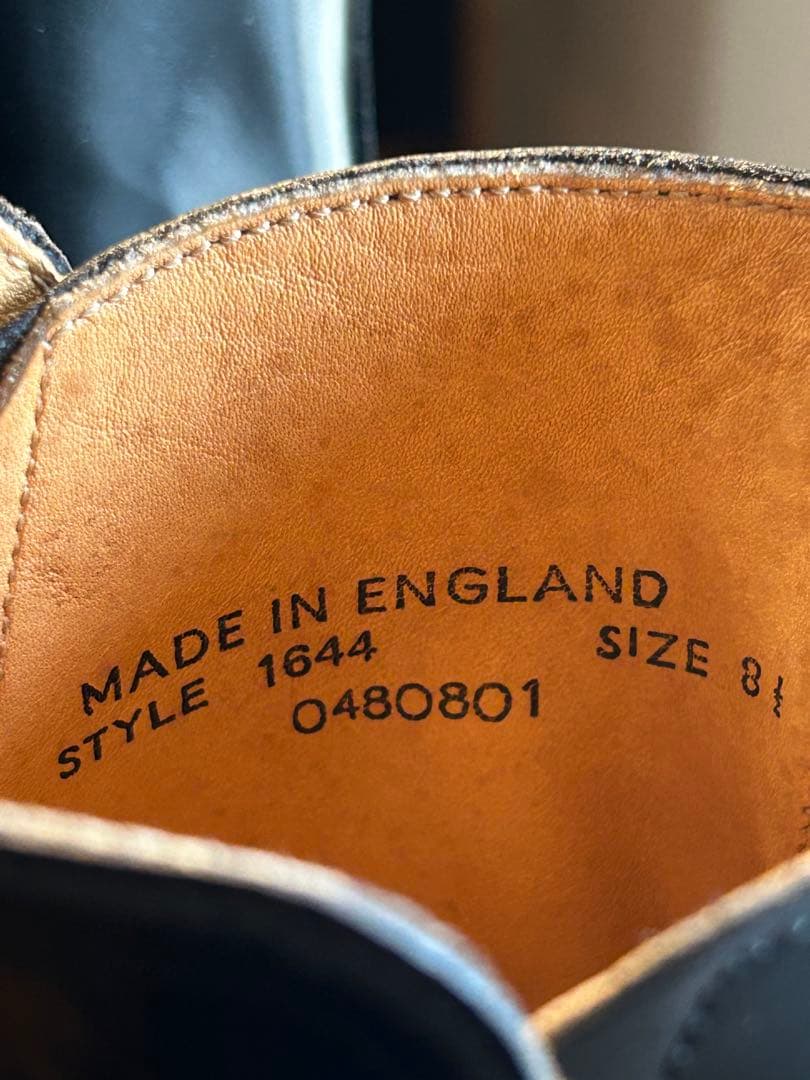 MADE IN ENGLAND
STYLE 1644 SIZE 8½
0480801